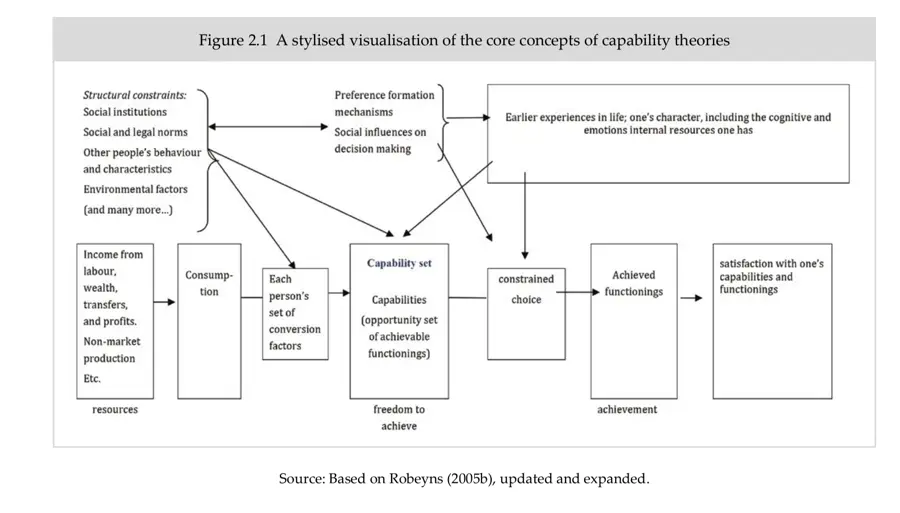 Figure 2.1 A stylised visualisation of the core concepts of capability theories
Structural constraints:
Social institutions
Social and legal norms
Other people's behaviour
and characteristics
Environmental factors
(and many more...)
Preference formation
mechanisms
Social influences on
decision making
Earlier experiences in life; one's character, including the cognitive and
emotions internal resources one has
Income from
labour,
wealth,
transfers,
and profits.
Non-market
production
Etc.
resources
Consump-
tion
Each
person's
set of
conversion
factors
Capability set
Capabilities
(opportunity set
of achievable
functionings)
freedom to
achieve
constrained
choice
Achieved
functionings
achievement
satisfaction with one's
capabilities and
functionings
Source: Based on Robeyns (2005b), updated and expanded.